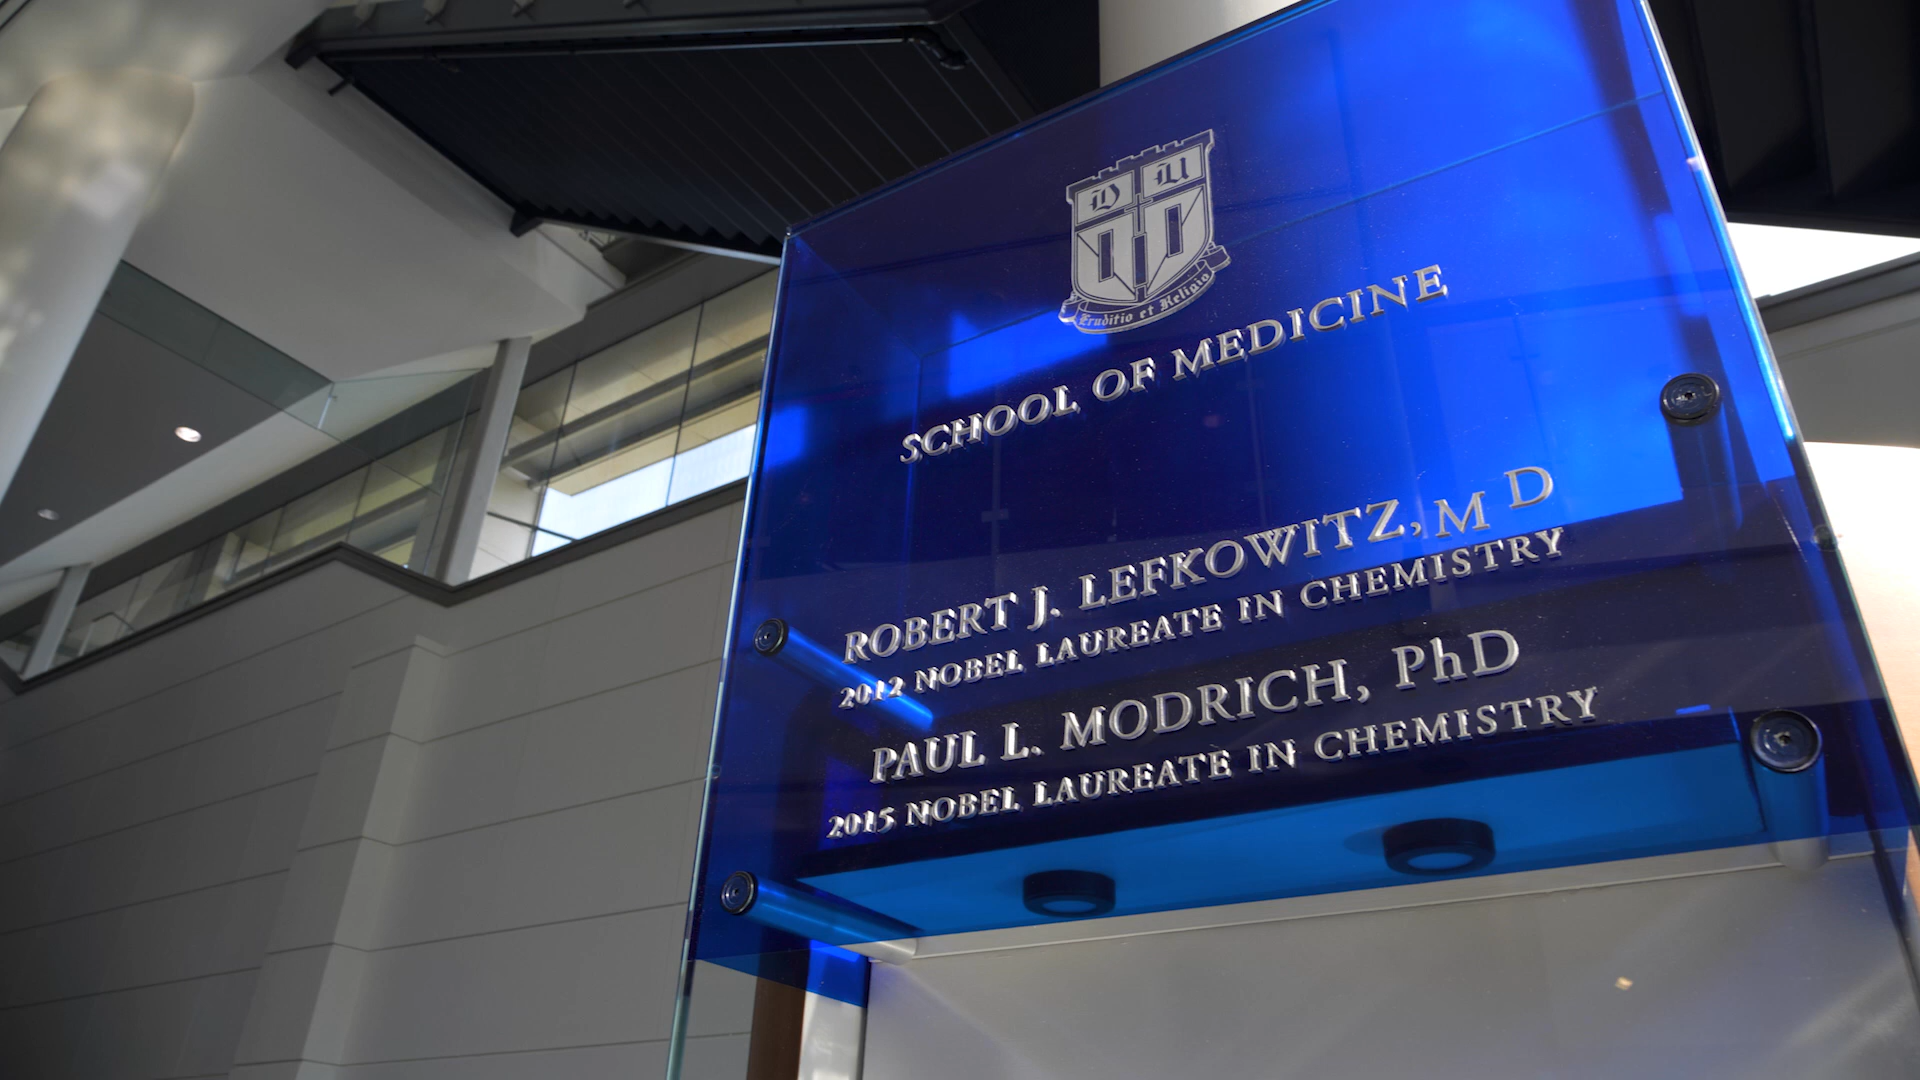 D U
Eruditio et Religio
SCHOOL OF MEDICINE
ROBERT J. LEFKOWITZ, M D
2012 NOBEL LAUREATE IN CHEMISTRY
PAUL L. MODRICH, PhD
2015 NOBEL LAUREATE IN CHEMISTRY